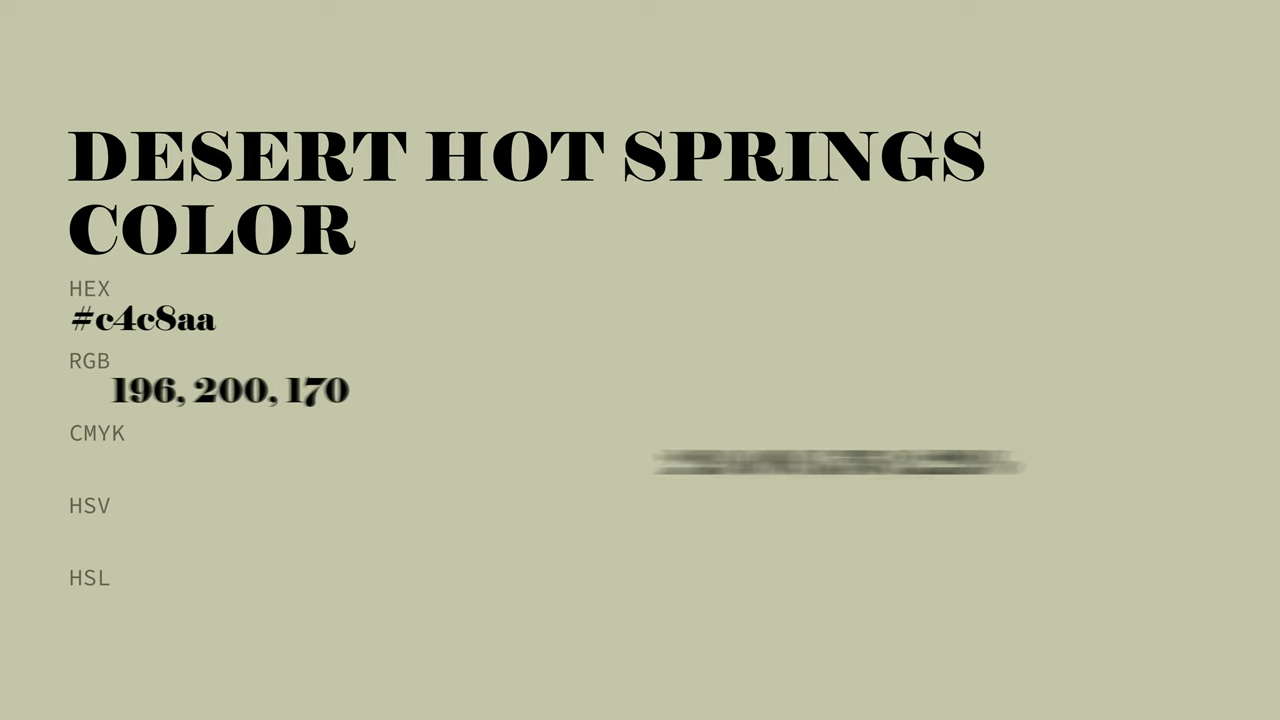 DESERT HOT SPRINGS
COLOR
HEX
#c4c8aa
RGB
196, 200, 170
CMYK
HSV
HSL